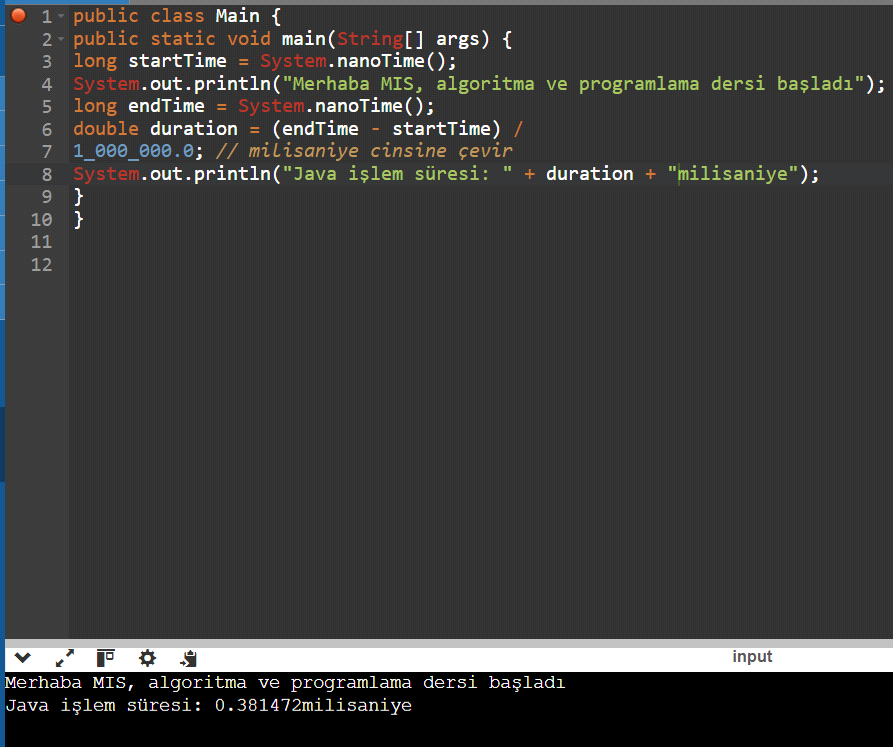 1 public class Main {
2 public static void main(String[] args) {
3 long startTime = System.nanoTime();
4 System.out.println("Merhaba MIS, algoritma ve programlama dersi başladı");
5 long endTime = System.nanoTime();
6 double duration = (endTime - startTime) /
7 1_000_000.0; // milisaniye cinsine çevir
8 System.out.println("Java işlem süresi: " + duration + "milisaniye");
9 }
10 }
11
12
input
Merhaba MIS, algoritma ve programlama dersi başladı
Java işlem süresi: 0.381472milisaniye